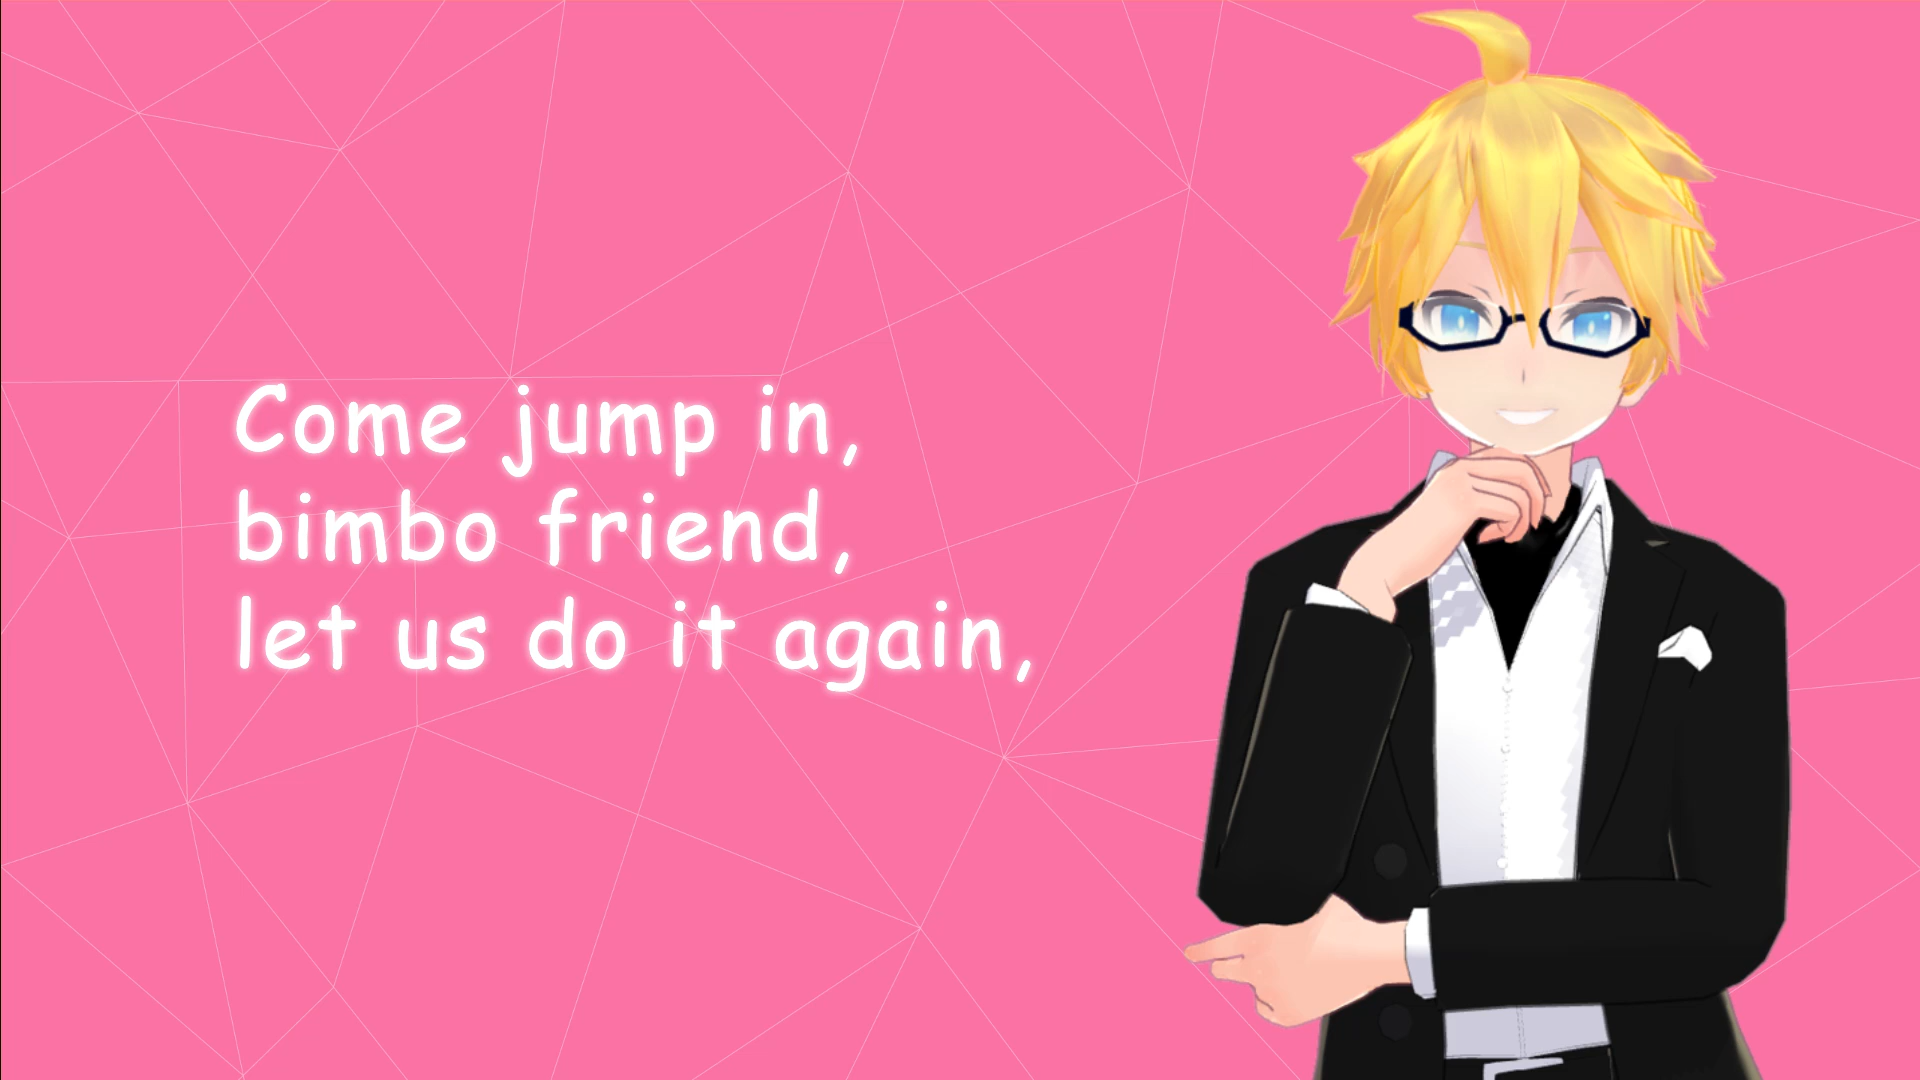 Come jump in,
bimbo friend,
let us do it again,